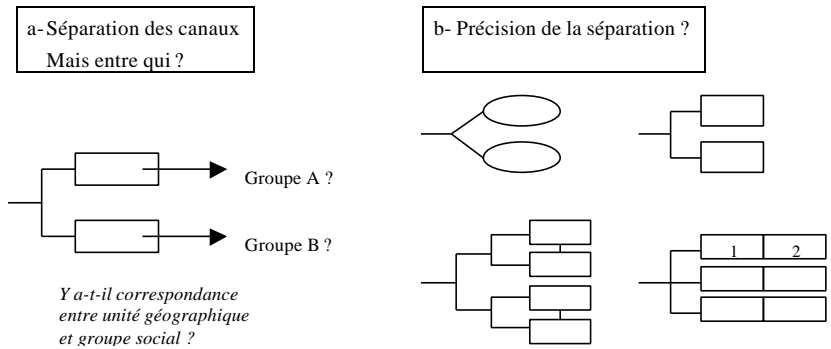 a- Séparation des canaux
Mais entre qui ?
b- Précision de la séparation ?
Groupe A ?
Groupe B ?
Y a-t-il correspondance
entre unité géographique
et groupe social ?
1 2